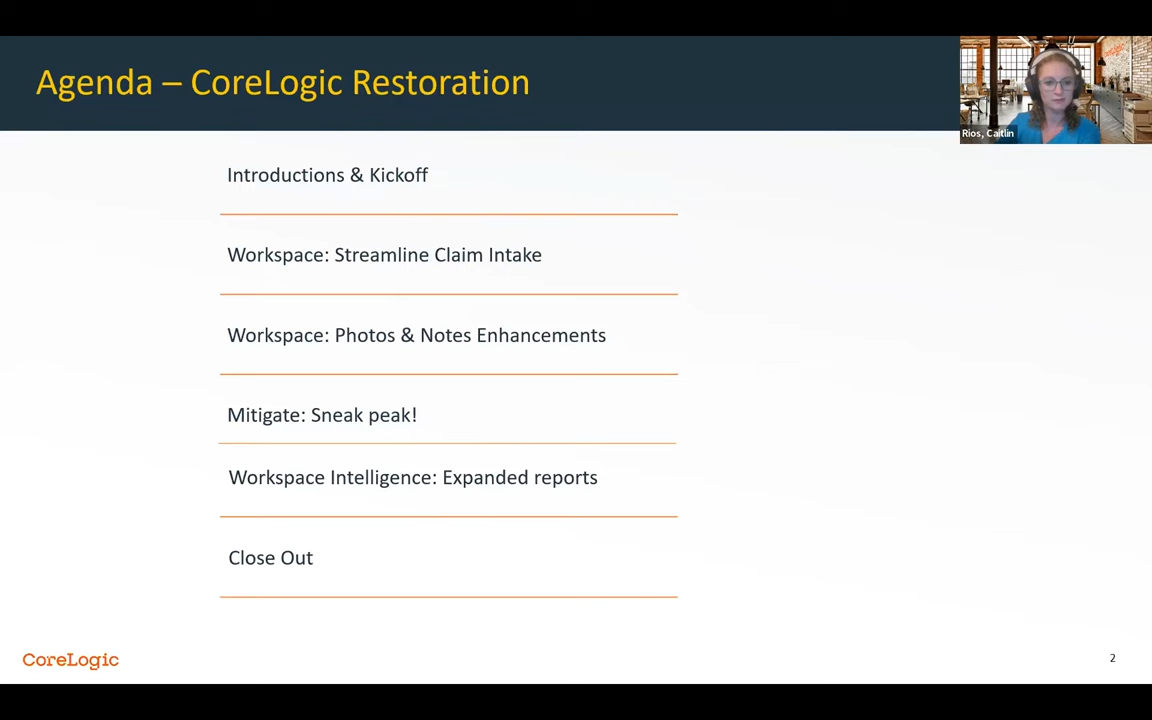 Agenda – CoreLogic Restoration
Rios, Caitlin
Introductions & Kickoff
Workspace: Streamline Claim Intake
Workspace: Photos & Notes Enhancements
Mitigate: Sneak peak!
Workspace Intelligence: Expanded reports
Close Out
CoreLogic
2